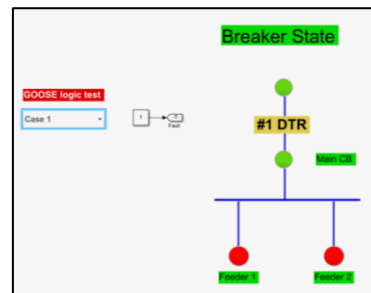 Breaker State
GOOSE logic test
Case 1
1
Fault
#1 DTR
Main CB
Feeder 1
Feeder 2